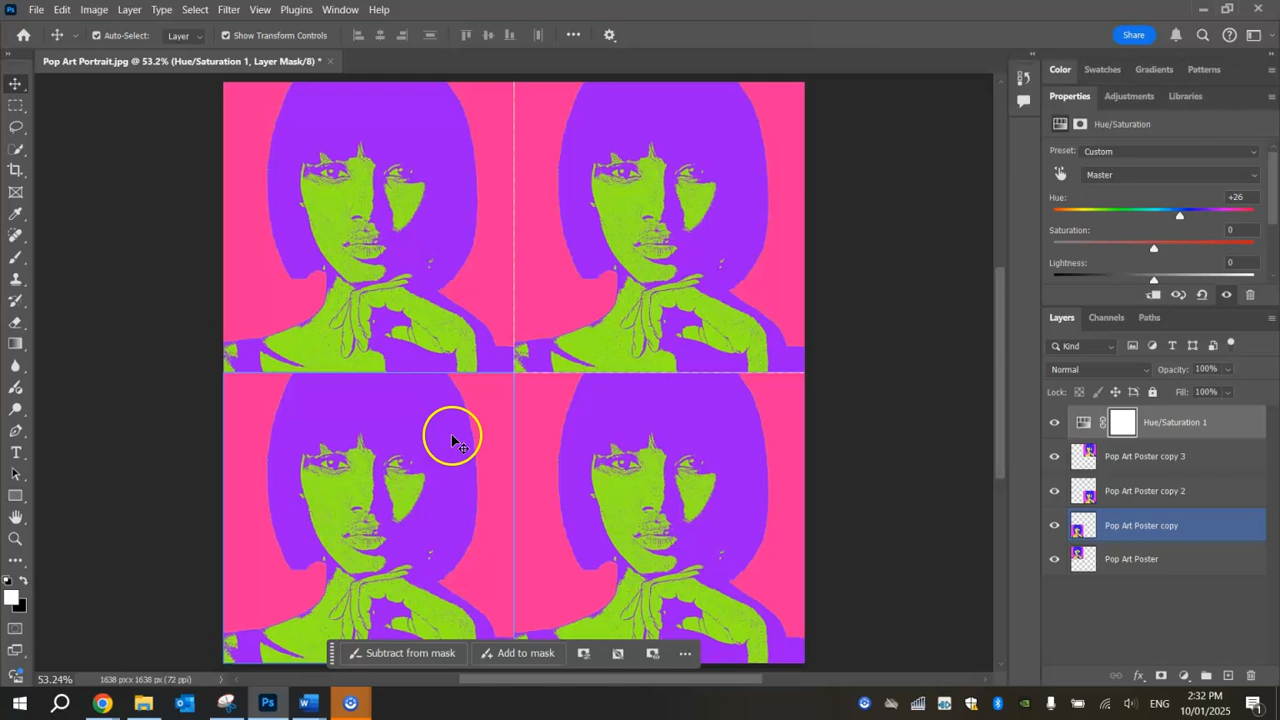 File Edit Image Layer Type Select Filter View Plugins Window Help
Auto-Select: Layer Show Transform Controls Share
Pop Art Portrait.jpg @ 53.2% (Hue/Saturation 1, Layer Mask/8) *
Color Swatches Gradients Patterns
Properties Adjustments Libraries
Hue/Saturation
Preset: Custom
Master
Hue: +26
Saturation: 0
Lightness: 0
Layers Channels Paths
Kind
Normal Opacity: 100%
Lock: Fill: 100%
Hue/Saturation 1
Pop Art Poster copy 3
Pop Art Poster copy 2
Pop Art Poster copy
Pop Art Poster
Subtract from mask Add to mask
53.24% 1638 px x 1638 px (72 ppi)
ENG
2:32 PM
10/01/2025